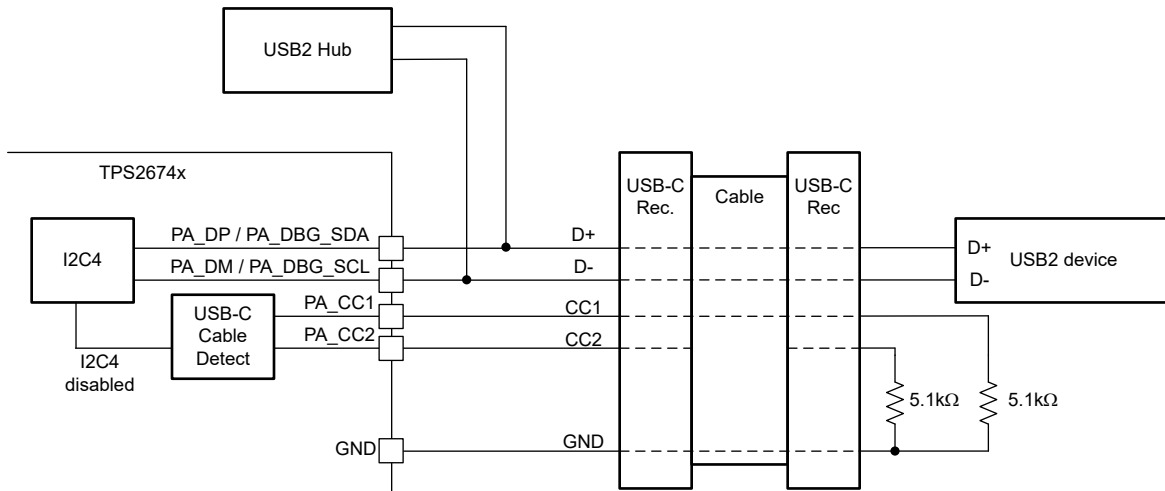 USB2 Hub
TPS2674x
USB-C
Rec.
Cable
USB-C
Rec
I2C4
PA_DP / PA_DBG_SDA
D+
D+
USB2 device
PA_DM / PA_DBG_SCL
D-
D-
USB-C
Cable
Detect
PA_CC1
CC1
PA_CC2
CC2
I2C4
disabled
5.1kΩ
5.1kΩ
GND
GND